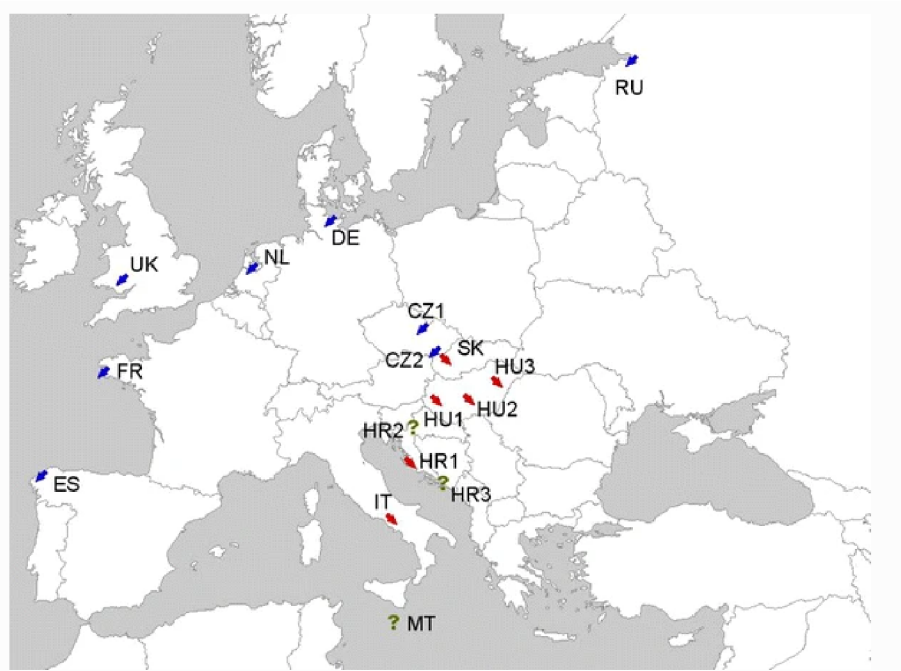 RU
DE
NL
UK
CZ1
SK
CZ2
HU3
FR
HU2
HU1
HR2
HR1
?
ES
?
HR3
IT
? MT